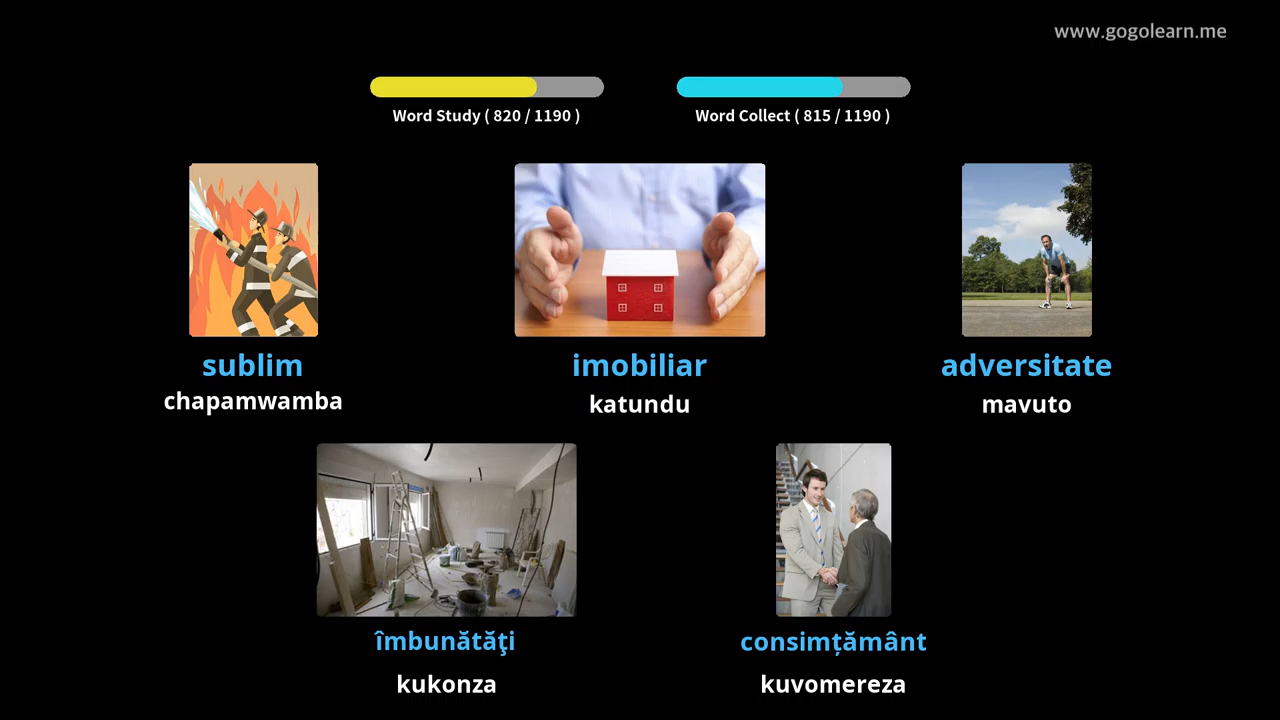 www.gogolearn.me
Word Study ( 820 / 1190 )
Word Collect ( 815 / 1190 )
sublim
chapamwamba
imobiliar
katundu
adversitate
mavuto
îmbunătăţi
kukonza
consimțământ
kuvomereza